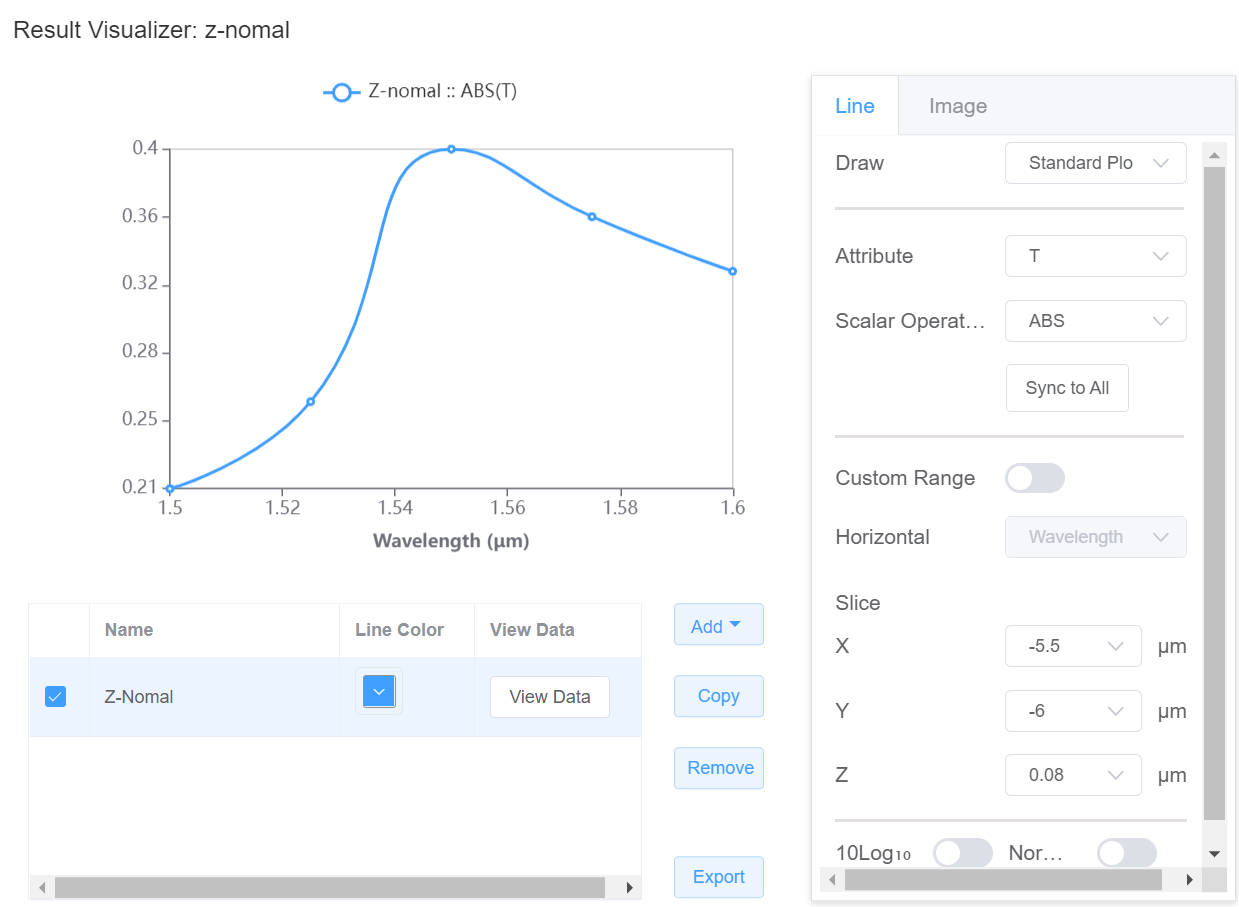 Result Visualizer: z-nomal
Z-nomal :: ABS(T)
0.4
0.36
0.32
0.28
0.25
0.21
1.5 1.52 1.54 1.56 1.58 1.6
Wavelength (μm)
Name Line Color View Data
Z-Nomal View Data
Add
Copy
Remove
Export
Line Image
Draw Standard Plo
Attribute T
Scalar Operat... ABS
Sync to All
Custom Range
Horizontal Wavelength
Slice
X -5.5 μm
Y -6 μm
Z 0.08 μm
10Log₁₀ Nor...